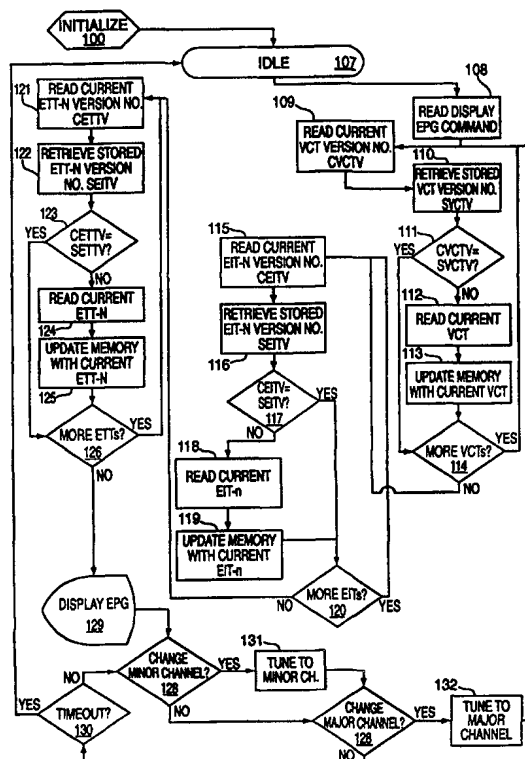 INITIALIZE
100
IDLE 107
108
READ DISPLAY
EPG COMMAND
109
READ CURRENT
VCT VERSION NO.
CVCTV
110
RETRIEVE STORED
VCT VERSION NO.
SVCTV
111
CVCTV=
SVCTV?
YES
NO
112
READ CURRENT
VCT
113
UPDATE MEMORY
WITH CURRENT VCT
MORE VCTs?
114
YES
NO
115
READ CURRENT
EIT-N VERSION NO.
CEITV
RETRIEVE STORED
EIT-N VERSION NO.
SEITV
116
CEITV=
SEITV?
117
YES
NO
118
READ CURRENT
EIT-n
119
UPDATE MEMORY
WITH CURRENT
EIT-n
MORE EITs?
120
NO
YES
121
READ CURRENT
ETT-N VERSION NO.
CETTV
122
RETRIEVE STORED
ETT-N VERSION
NO. SEITV
123
CETTV=
SETTV?
YES
NO
READ CURRENT
ETT-N
124
UPDATE MEMORY
WITH CURRENT
ETT-N
125
MORE ETTs?
126
YES
NO
DISPLAY EPG
129
CHANGE
MINOR CHANNEL?
128
YES
NO
131
TUNE TO
MINOR CH.
CHANGE
MAJOR CHANNEL?
128
YES
NO
132
TUNE TO
MAJOR
CHANNEL
TIMEOUT?
130
YES
NO